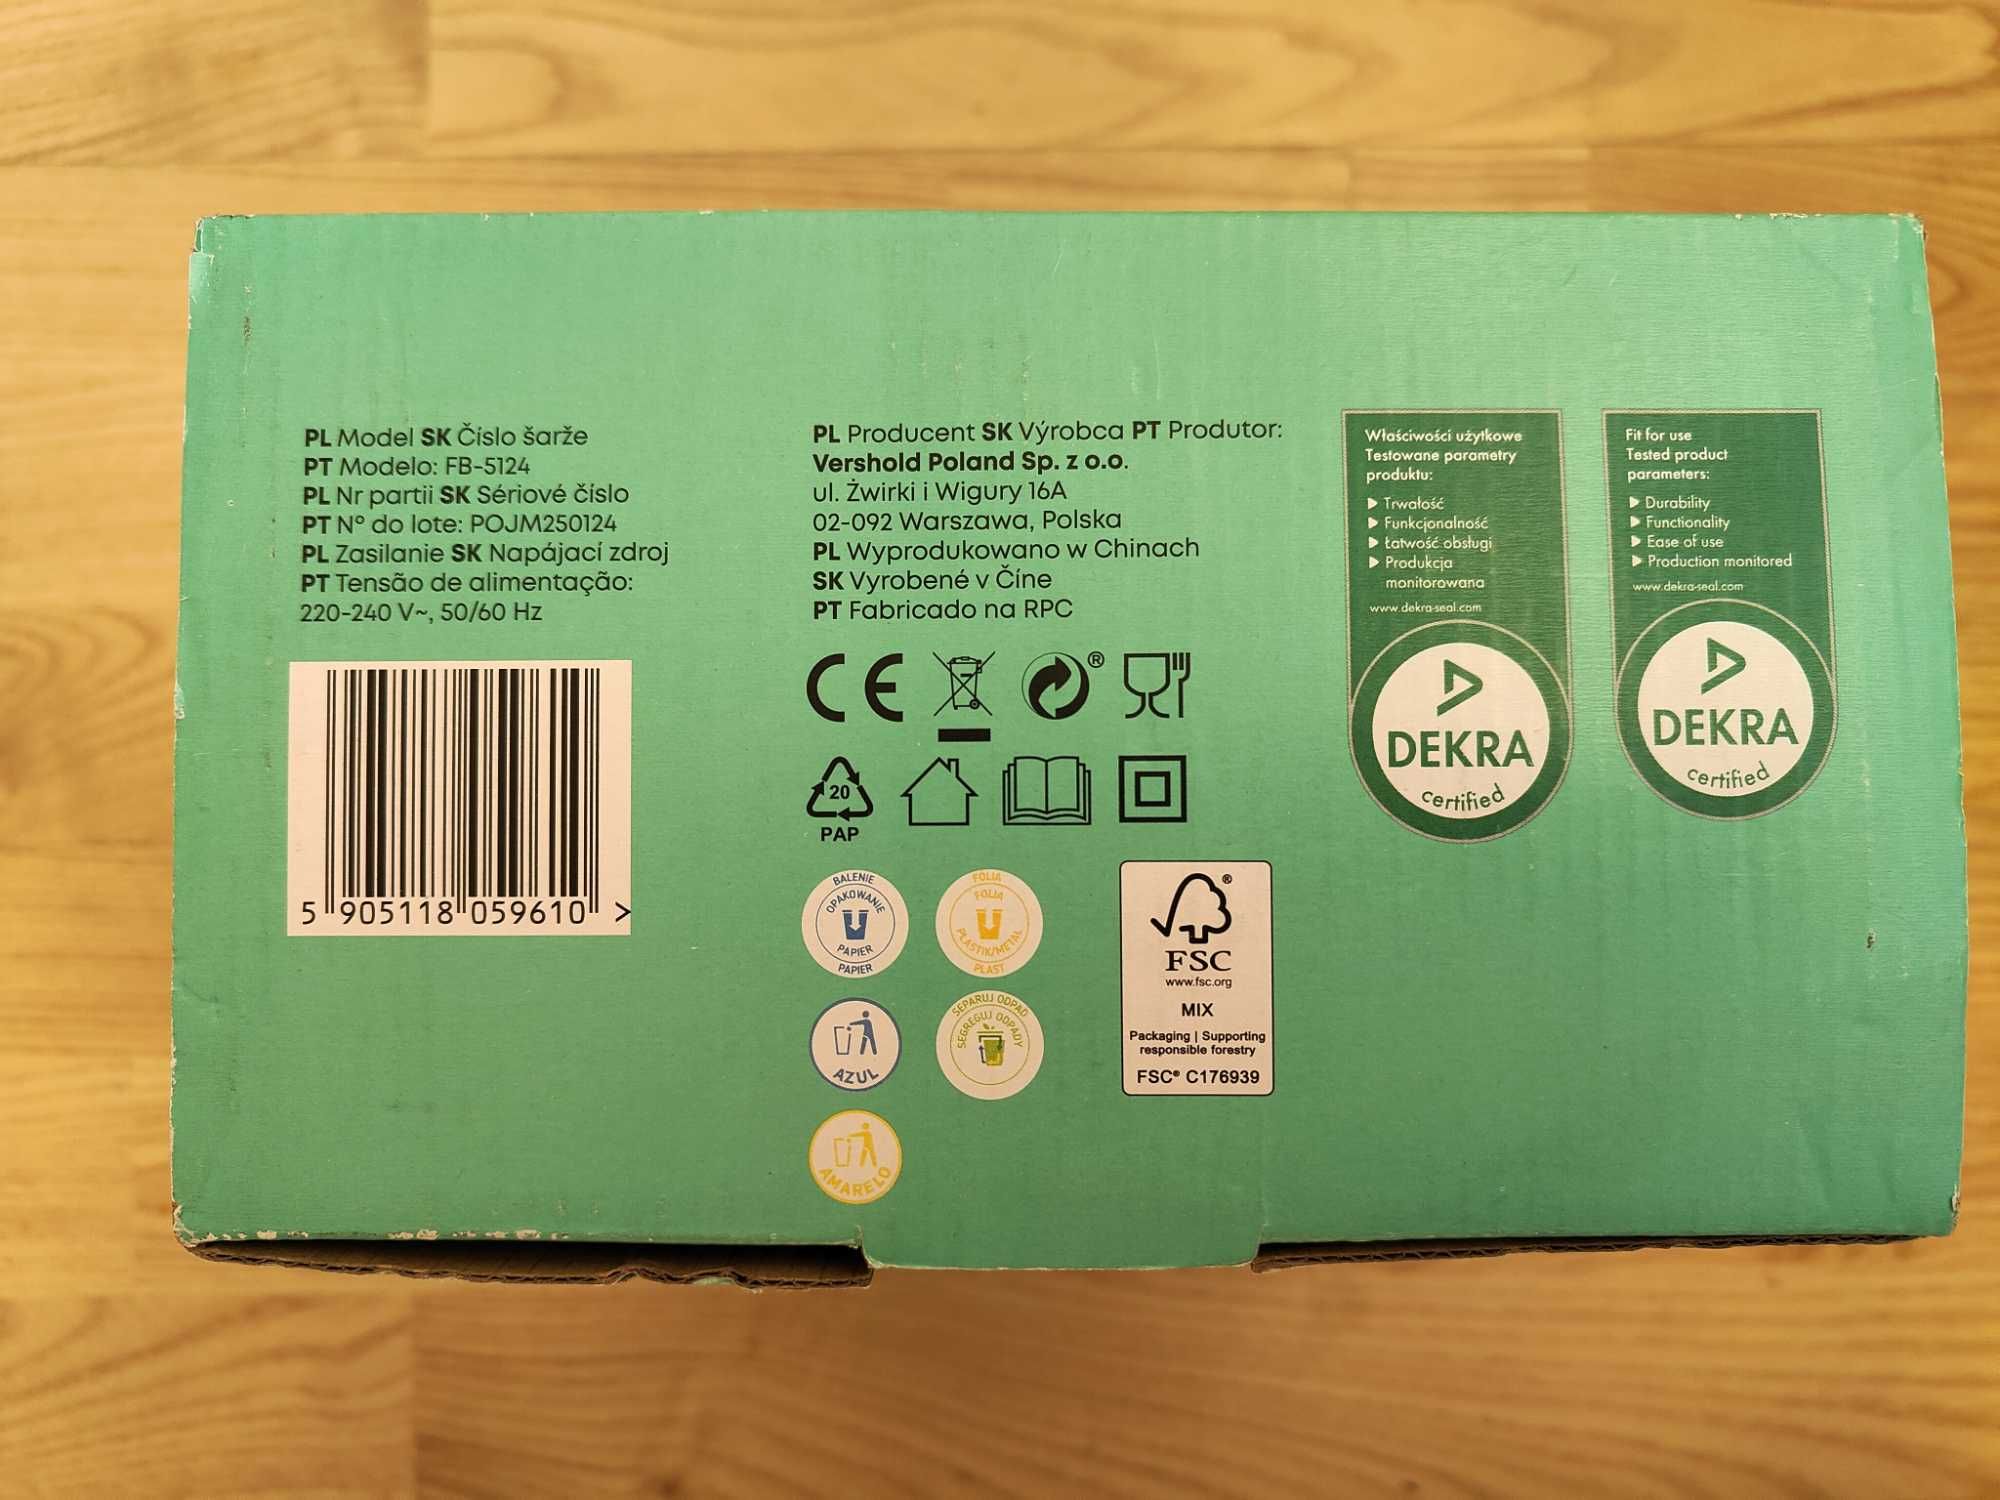 PL Model SK Číslo šarže
PT Modelo: FB-5124
PL Nr partii SK Sériové číslo
PT Nº do lote: POJM250124
PL Zasilanie SK Napájací zdroj
PT Tensão de alimentação:
220-240 V~, 50/60 Hz
5 905118 059610 >
PL Producent SK Výrobca PT Produtor:
Vershold Poland Sp. z o.o.
ul. Żwirki i Wigury 16A
02-092 Warszawa, Polska
PL Wyprodukowano w Chinach
SK Vyrobené v Číne
PT Fabricado na RPC
CE
®
20
PAP
BALENIE
OPAKOWANIE
PAPIER
PAPIER
FÓLIA
FOLIA
PLASTIK/METAL
PLAST
AZUL
SEPARUJ ODPAD
SEGREGUJ ODPADY
AMARELO
®
FSC
www.fsc.org
MIX
Packaging | Supporting
responsible forestry
FSC® C176939
Właściwości użytkowe
Testowane parametry
produktu:
Trwałość
Funkcjonalność
Łatwość obsługi
Produkcja
monitorowana
www.dekra-seal.com
DEKRA
certified
Fit for use
Tested product
parameters:
Durability
Functionality
Ease of use
Production monitored
www.dekra-seal.com
DEKRA
certified